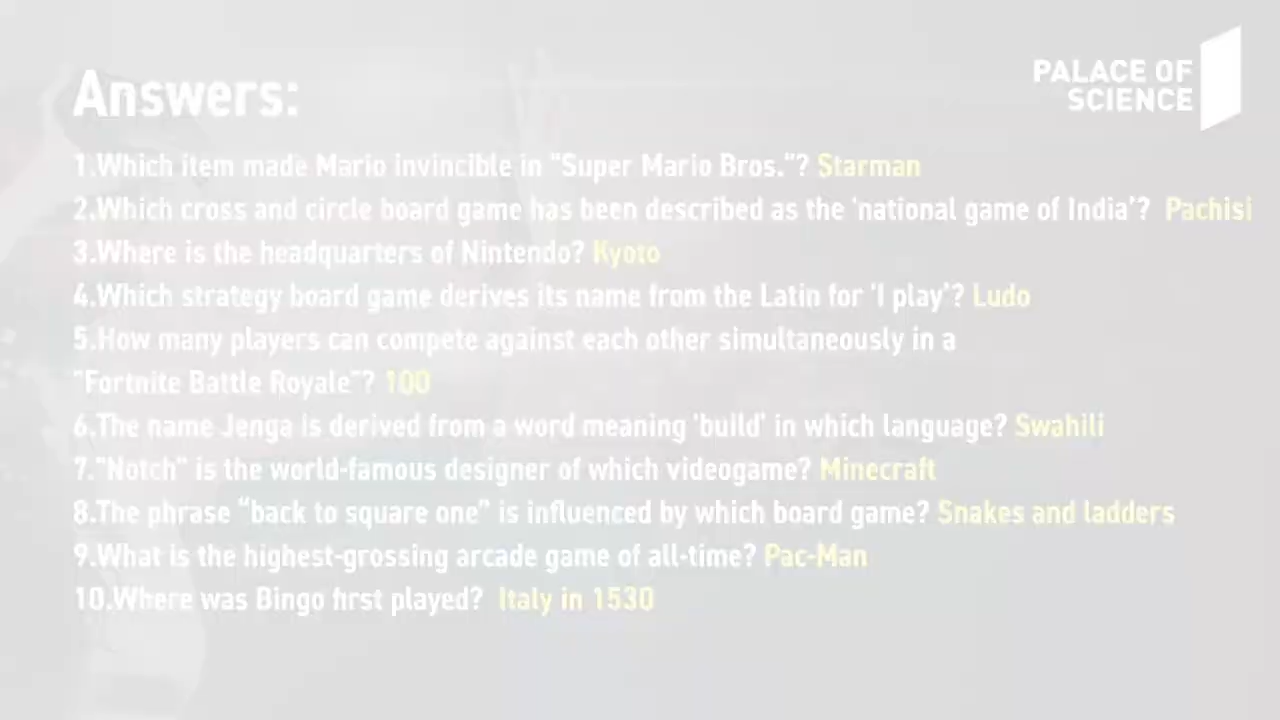 Answers:
PALACE OF
SCIENCE
1.Which item made Mario invincible in "Super Mario Bros."? Starman
2.Which cross and circle board game has been described as the 'national game of India'? Pachisi
3.Where is the headquarters of Nintendo? Kyoto
4.Which strategy board game derives its name from the Latin for 'I play'? Ludo
5.How many players can compete against each other simultaneously in a
"Fortnite Battle Royale"? 100
6.The name Jenga is derived from a word meaning 'build' in which language? Swahili
7."Notch" is the world-famous designer of which videogame? Minecraft
8.The phrase “back to square one” is influenced by which board game? Snakes and ladders
9.What is the highest-grossing arcade game of all-time? Pac-Man
10.Where was Bingo first played? Italy in 1530